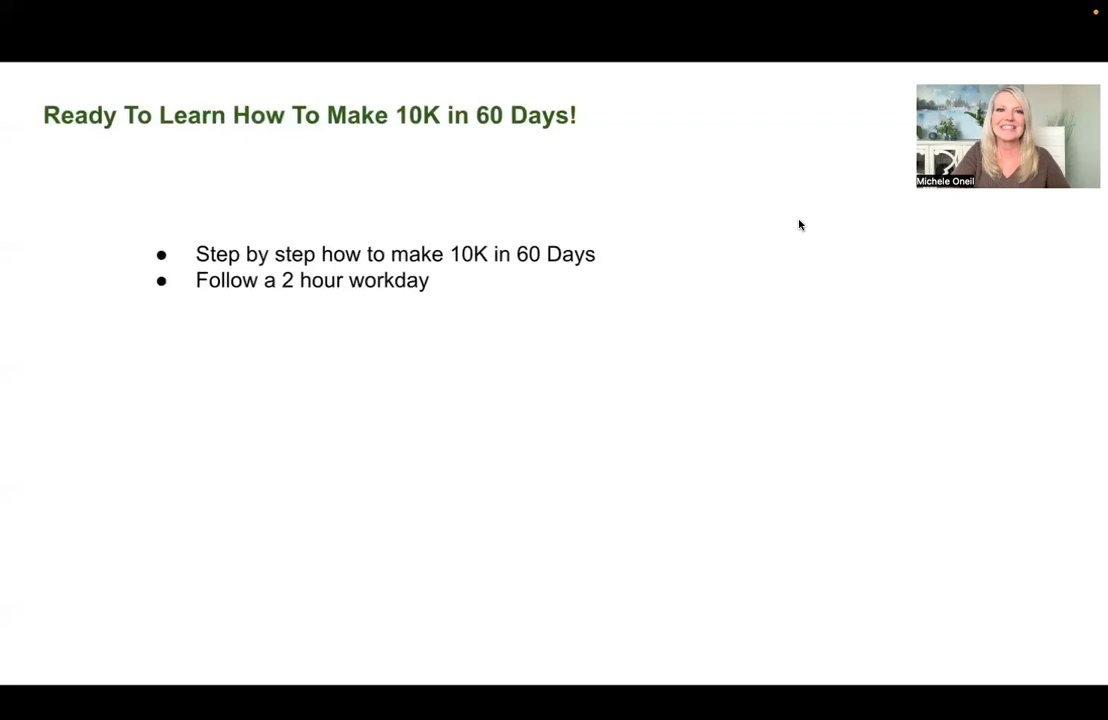 Ready To Learn How To Make 10K in 60 Days!
Michele Oneil
● Step by step how to make 10K in 60 Days
● Follow a 2 hour workday